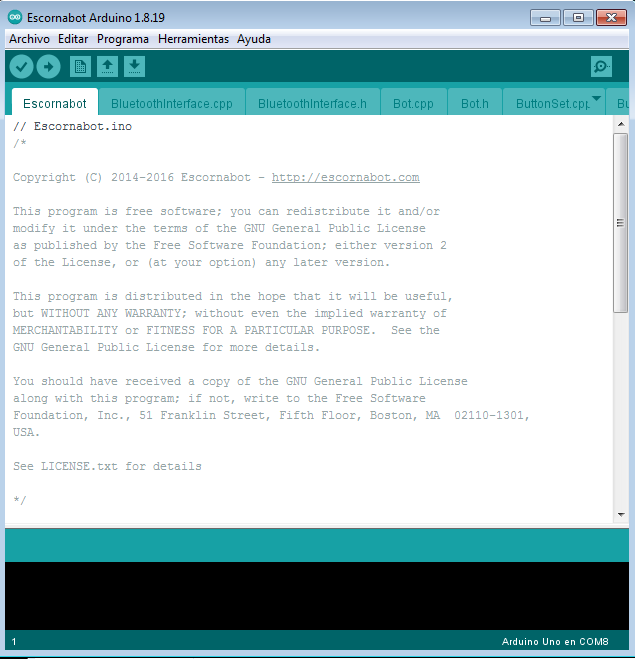 Escornabot Arduino 1.8.19
Archivo Editar Programa Herramientas Ayuda
Escornabot BluetoothInterface.cpp BluetoothInterface.h Bot.cpp Bot.h ButtonSet.cpp Bu
// Escornabot.ino
/*
Copyright (C) 2014-2016 Escornabot - http://escornabot.com
This program is free software; you can redistribute it and/or
modify it under the terms of the GNU General Public License
as published by the Free Software Foundation; either version 2
of the License, or (at your option) any later version.
This program is distributed in the hope that it will be useful,
but WITHOUT ANY WARRANTY; without even the implied warranty of
MERCHANTABILITY or FITNESS FOR A PARTICULAR PURPOSE.  See the
GNU General Public License for more details.
You should have received a copy of the GNU General Public License
along with this program; if not, write to the Free Software
Foundation, Inc., 51 Franklin Street, Fifth Floor, Boston, MA  02110-1301,
USA.
See LICENSE.txt for details
*/
1 Arduino Uno en COM8